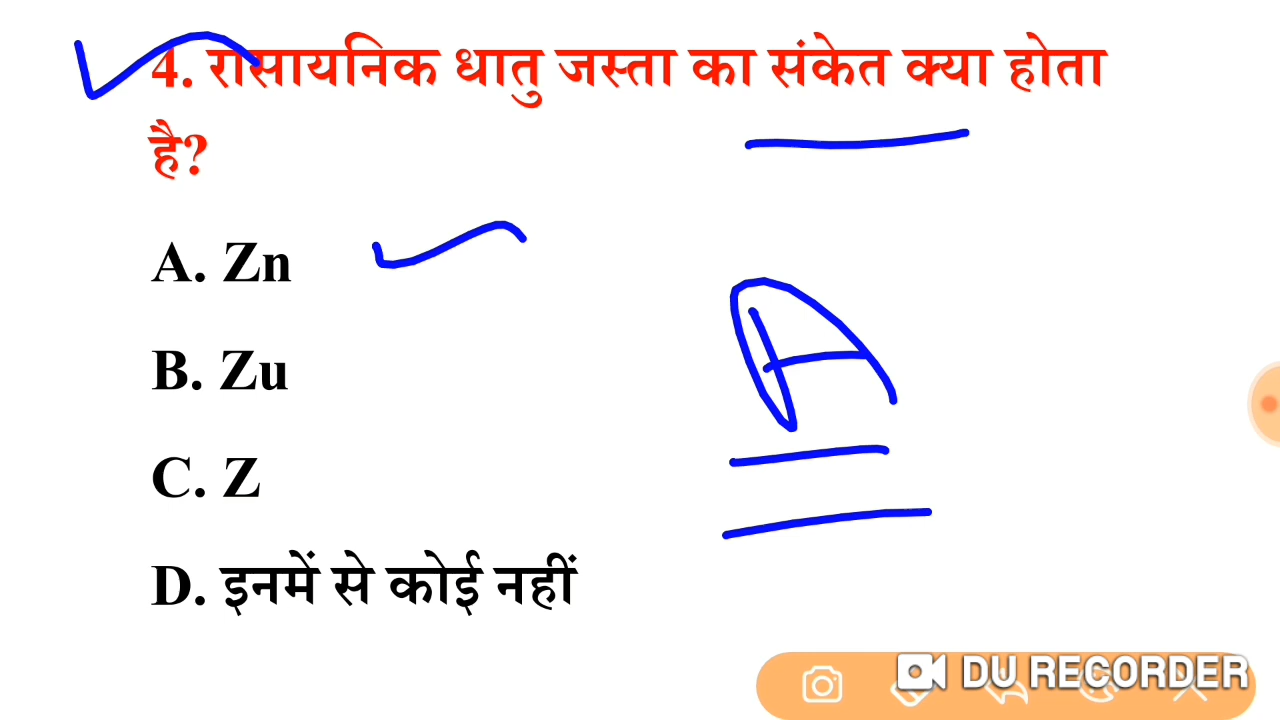 4. रासायनिक धातु जस्ता का संकेत क्या होता
है?
A. Zn
B. Zu
A
C. Z
D. इनमें से कोई नहीं
DU RECORDER